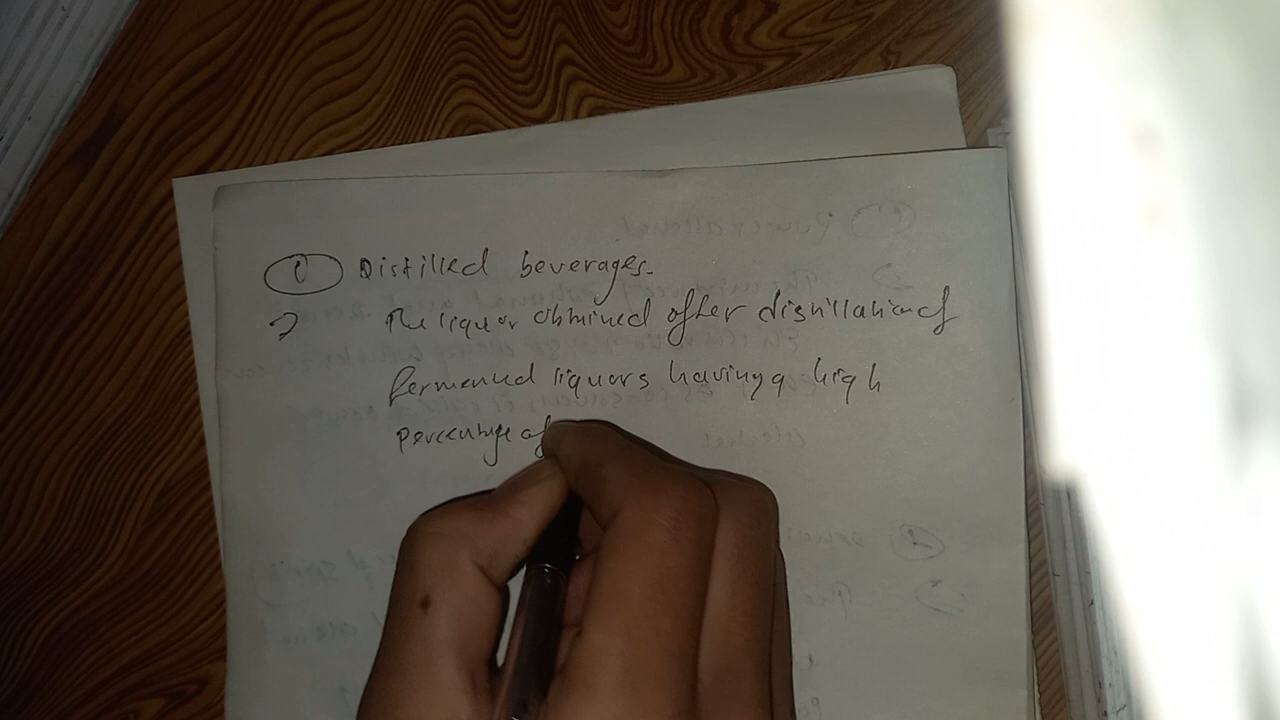 ① Distilled beverages.
→ The liquor obtained after distillation of
fermented liquors having a high
percentage of